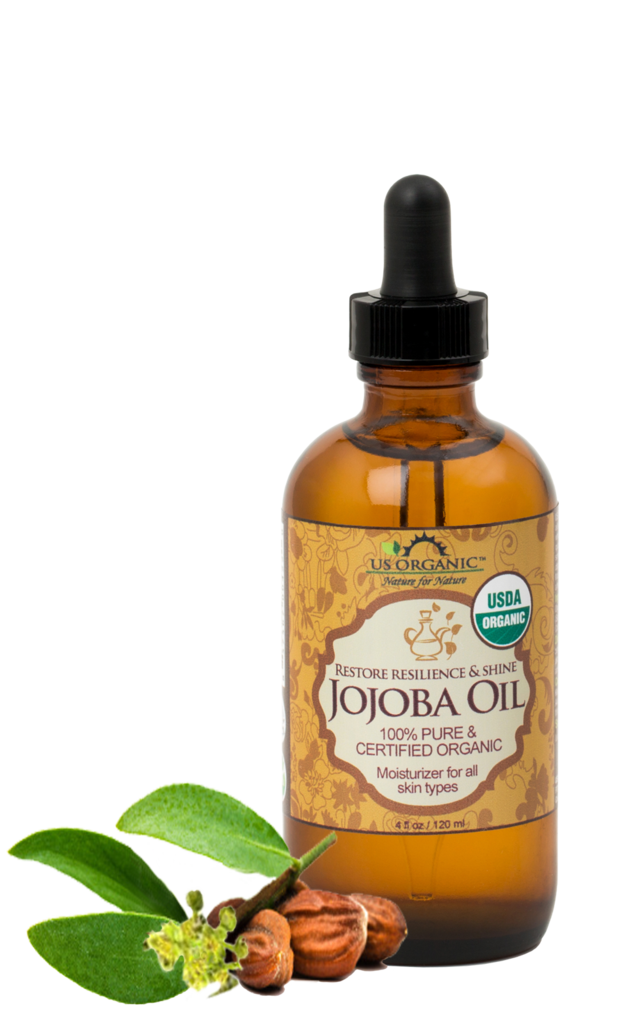 US ORGANIC™
Nature for Nature
USDA
ORGANIC
RESTORE RESILIENCE & SHINE
JOJOBA OIL
100% PURE &
CERTIFIED ORGANIC
Moisturizer for all
skin types
4 fl oz / 120 ml